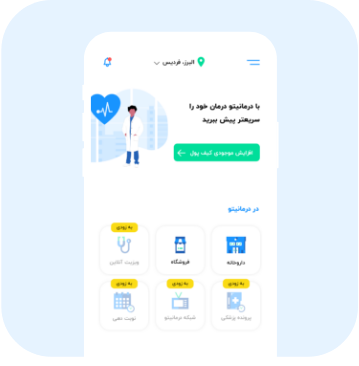 البرز، فردیس
با درمانیتو درمان خود را
سریعتر پیش ببرید
افزایش موجودی کیف پول
در درمانیتو
داروخانه
فروشگاه
به زودی
ویزیت آنلاین
به زودی
پرونده پزشکی
به زودی
شبکه درمانیتو
به زودی
نوبت دهی